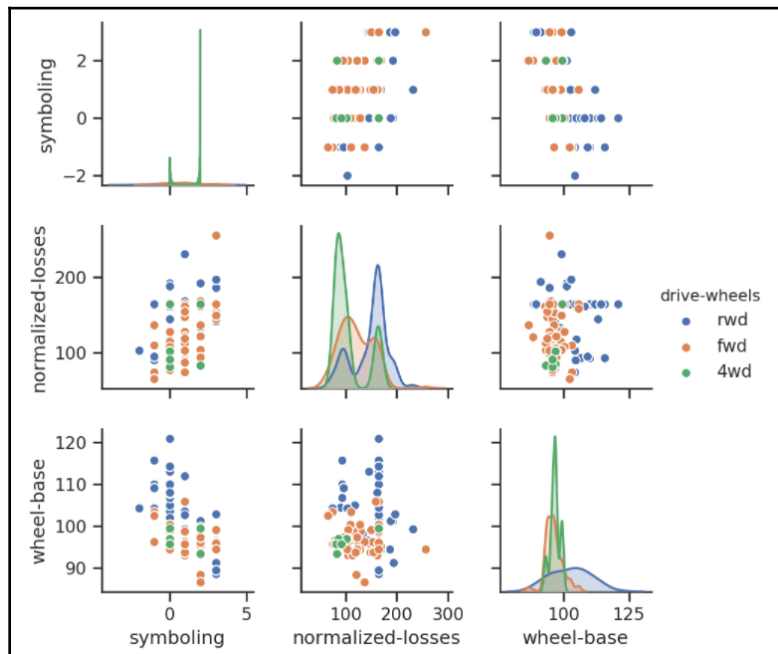 symboling
2
0
−2
normalized-losses
200
100
drive-wheels
rwd
fwd
4wd
wheel-base
120
110
100
90
0 5
100 200 300
100 125
symboling
normalized-losses
wheel-base